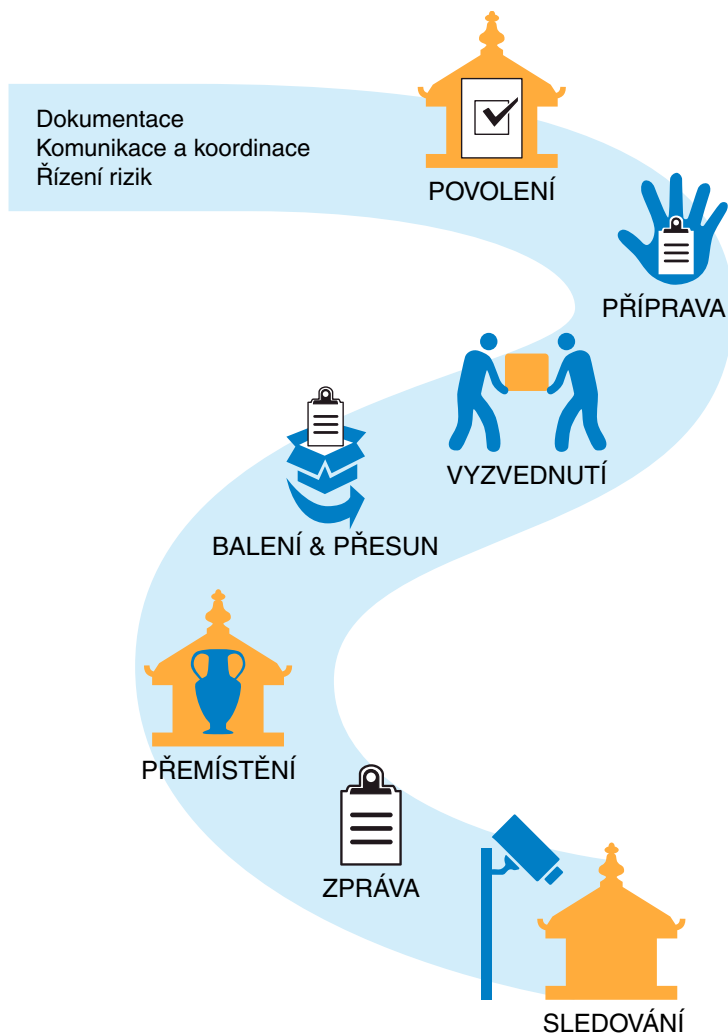 Dokumentace
Komunikace a koordinace
Řízení rizik
POVOLENÍ
PŘÍPRAVA
VYZVEDNUTÍ
BALENÍ & PŘESUN
PŘEMÍSTĚNÍ
ZPRÁVA
SLEDOVÁNÍ